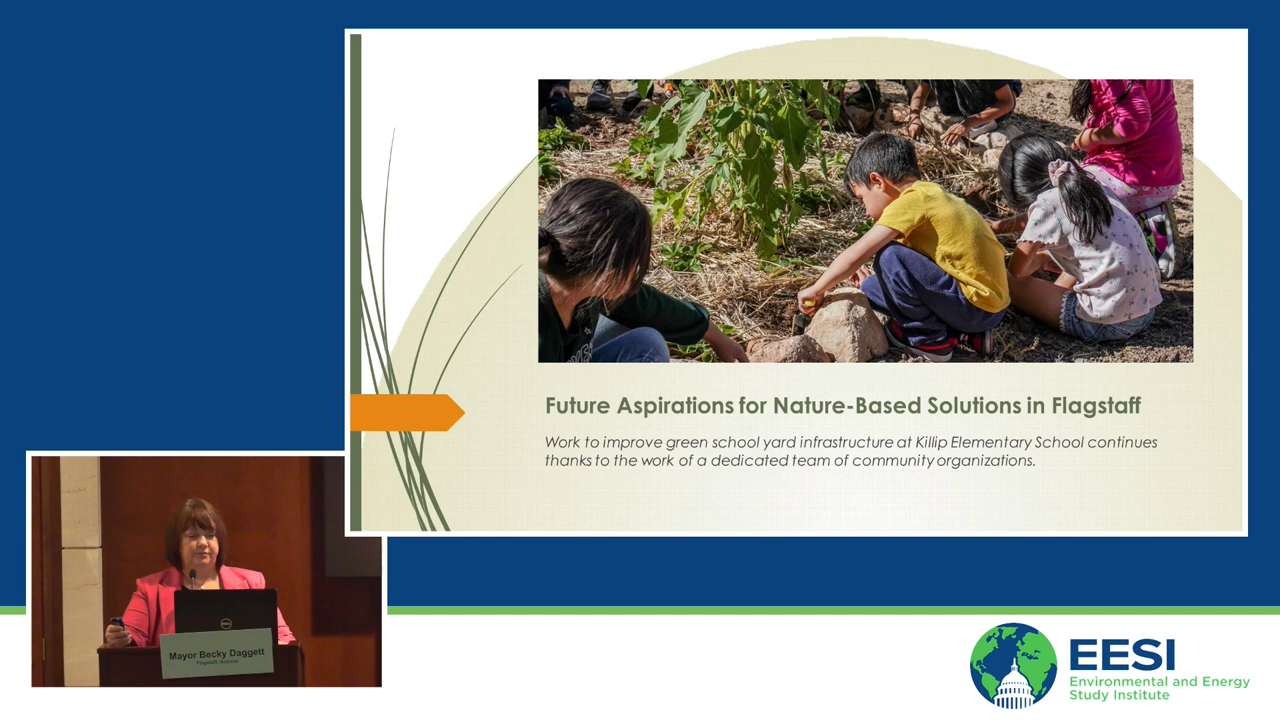 Future Aspirations for Nature-Based Solutions in Flagstaff
Work to improve green school yard infrastructure at Killip Elementary School continues
thanks to the work of a dedicated team of community organizations.
DELL
Mayor Becky Daggett
Flagstaff, Arizona
EESI
Environmental and Energy
Study Institute